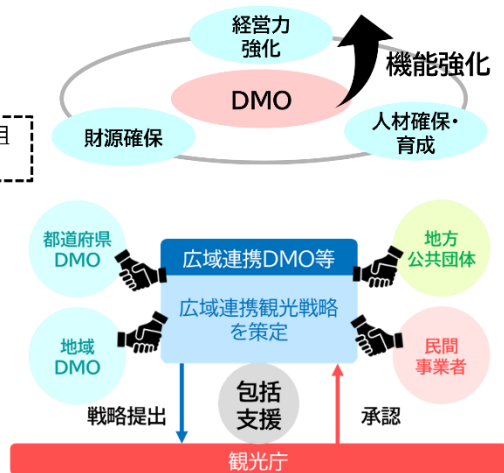 経営力
強化
機能強化
DMO
組
財源確保
人材確保・
育成
都道府県
DMO
広域連携DMO等
地方
公共団体
広域連携観光戦略
を策定
地域
DMO
民間
事業者
包括
支援
戦略提出
承認
観光庁